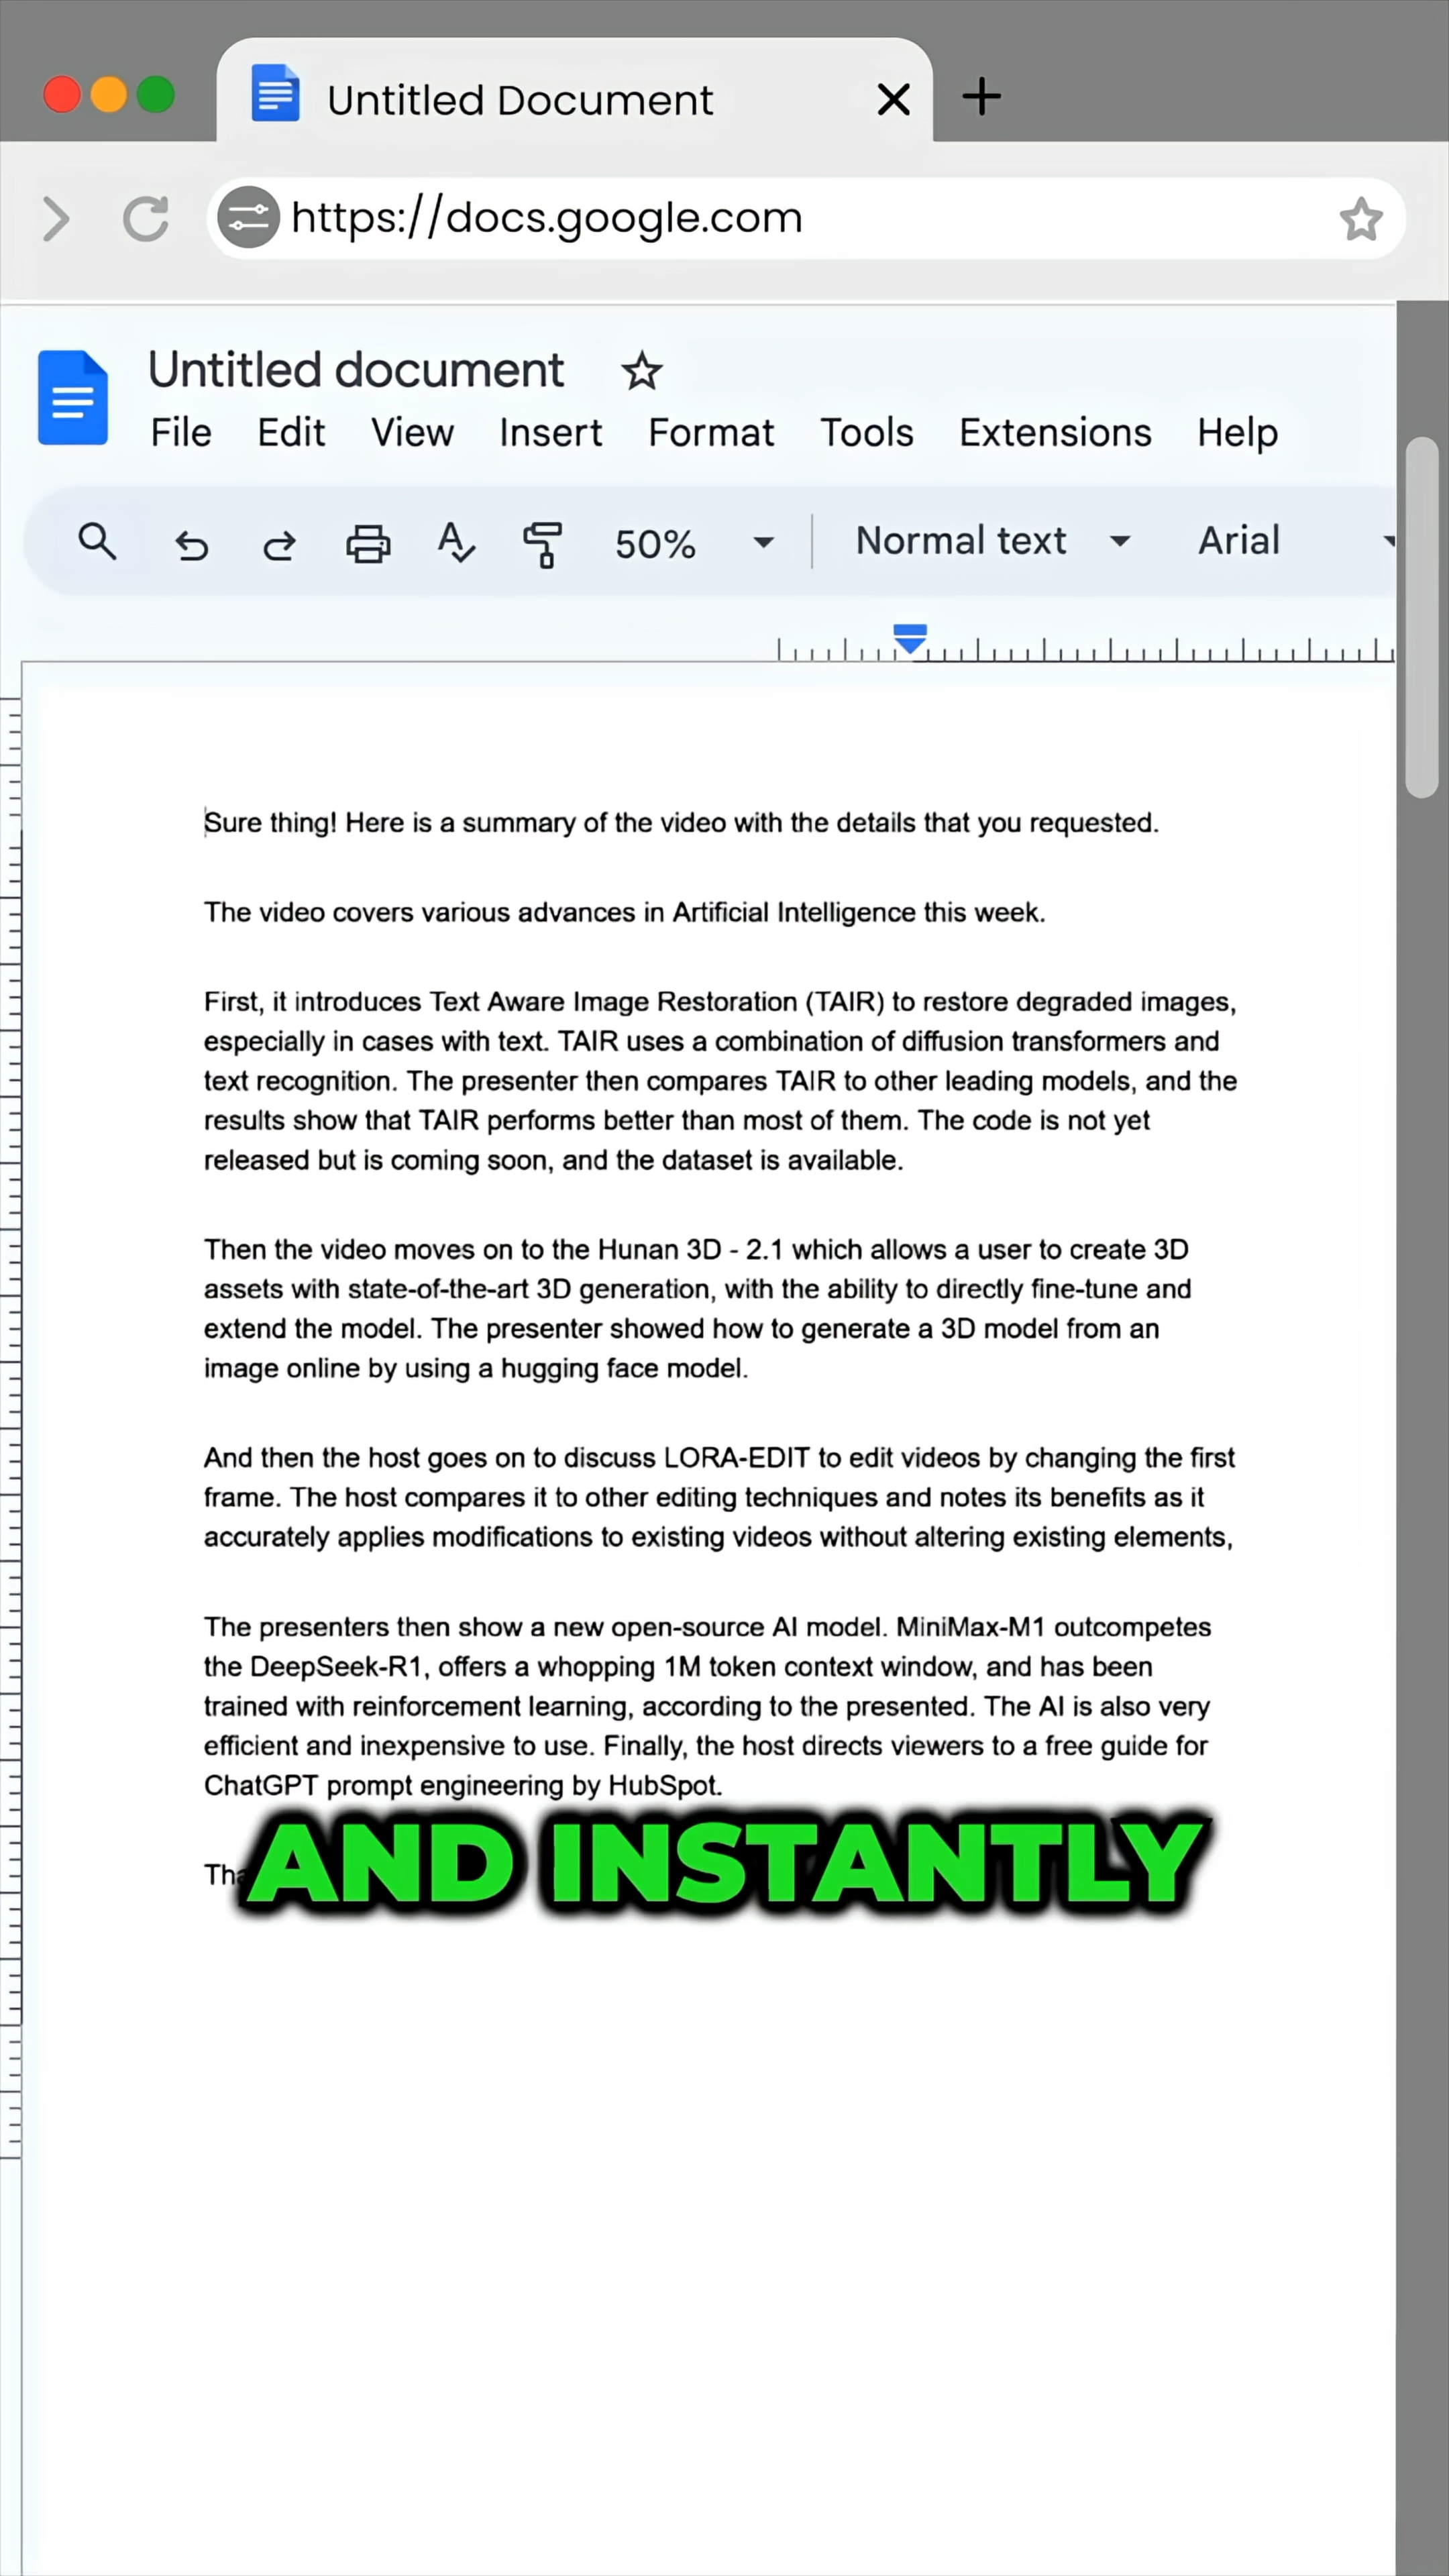 Untitled Document
https://docs.google.com
Untitled document
File Edit View Insert Format Tools Extensions Help
50% Normal text Arial
Sure thing! Here is a summary of the video with the details that you requested.
The video covers various advances in Artificial Intelligence this week.
First, it introduces Text Aware Image Restoration (TAIR) to restore degraded images,
especially in cases with text. TAIR uses a combination of diffusion transformers and
text recognition. The presenter then compares TAIR to other leading models, and the
results show that TAIR performs better than most of them. The code is not yet
released but is coming soon, and the dataset is available.
Then the video moves on to the Hunan 3D - 2.1 which allows a user to create 3D
assets with state-of-the-art 3D generation, with the ability to directly fine-tune and
extend the model. The presenter showed how to generate a 3D model from an
image online by using a hugging face model.
And then the host goes on to discuss LORA-EDIT to edit videos by changing the first
frame. The host compares it to other editing techniques and notes its benefits as it
accurately applies modifications to existing videos without altering existing elements,
The presenters then show a new open-source AI model. MiniMax-M1 outcompetes
the DeepSeek-R1, offers a whopping 1M token context window, and has been
trained with reinforcement learning, according to the presented. The AI is also very
efficient and inexpensive to use. Finally, the host directs viewers to a free guide for
ChatGPT prompt engineering by HubSpot.
AND INSTANTLY